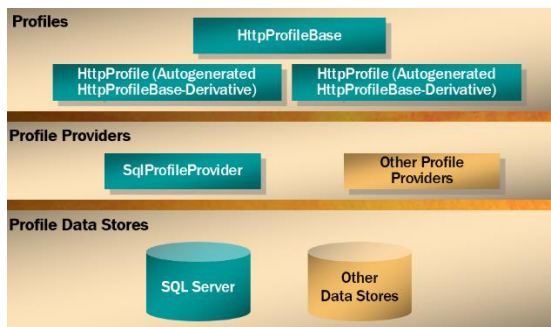 Profiles
HttpProfileBase
HttpProfile (Autogenerated
HttpProfileBase-Derivative)
HttpProfile (Autogenerated
HttpProfileBase-Derivative)
Profile Providers
SqlProfileProvider
Other Profile
Providers
Profile Data Stores
SQL Server
Other
Data Stores